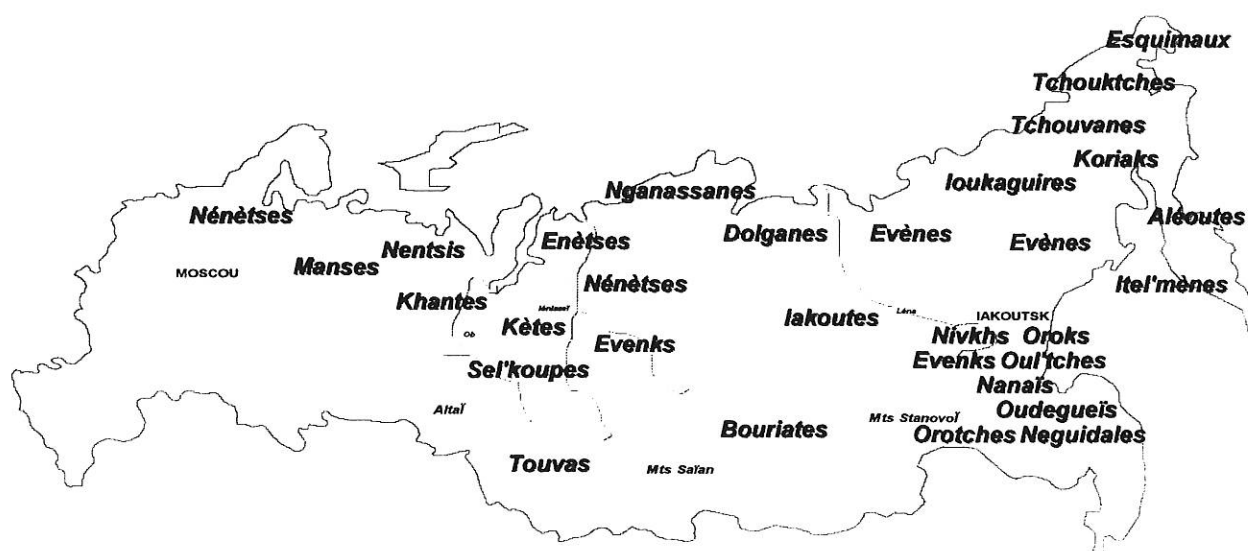 Esquimaux
Tchouktches
Tchouvanes
Koriaks
Ioukaguires
Nganassanes
Nénètses
Aléoutes
Dolganes
Evènes
Enètses
Evènes
Nentsis
Manses
MOSCOU
Nénètses
Itel'mènes
Khantes
Iénisseï
Léna
IAKOUTSK
Iakoutes
Kètes
Ob
Nivkhs Oroks
Evenks
Evenks Oul'tches
Sel'koupes
Nanaïs
Altaï
Mts Stanovoï
Oudegueïs
Bouriates
Orotches Neguidales
Touvas
Mts Saïan